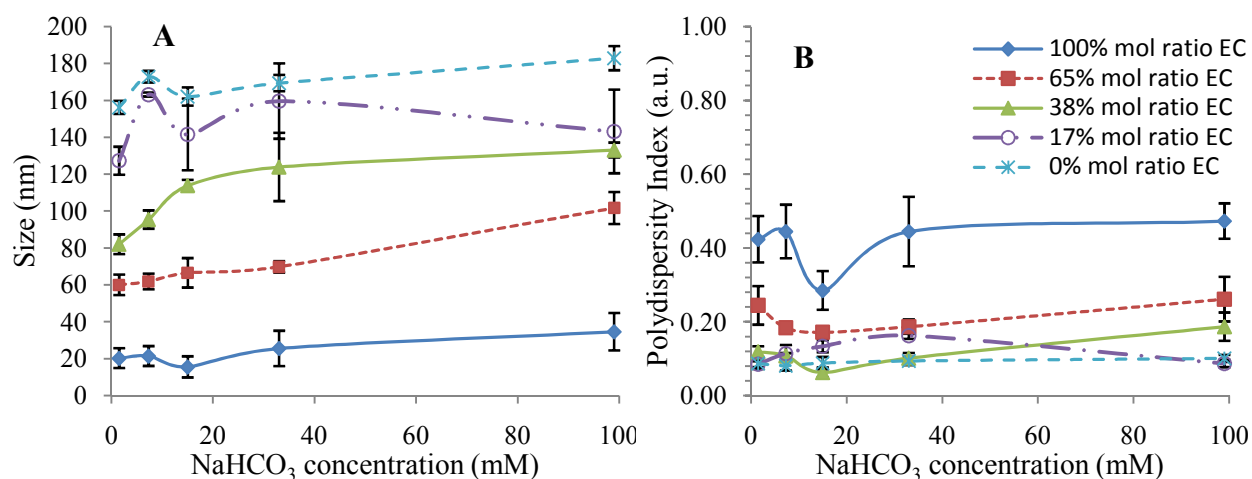 A
Size (nm)
200
180
160
140
120
100
80
60
40
20
0
0 20 40 60 80 100
NaHCO₃ concentration (mM)
B
Polydispersity Index (a.u.)
1.00
0.80
0.60
0.40
0.20
0.00
0 20 40 60 80 100
NaHCO₃ concentration (mM)
100% mol ratio EC
65% mol ratio EC
38% mol ratio EC
17% mol ratio EC
0% mol ratio EC